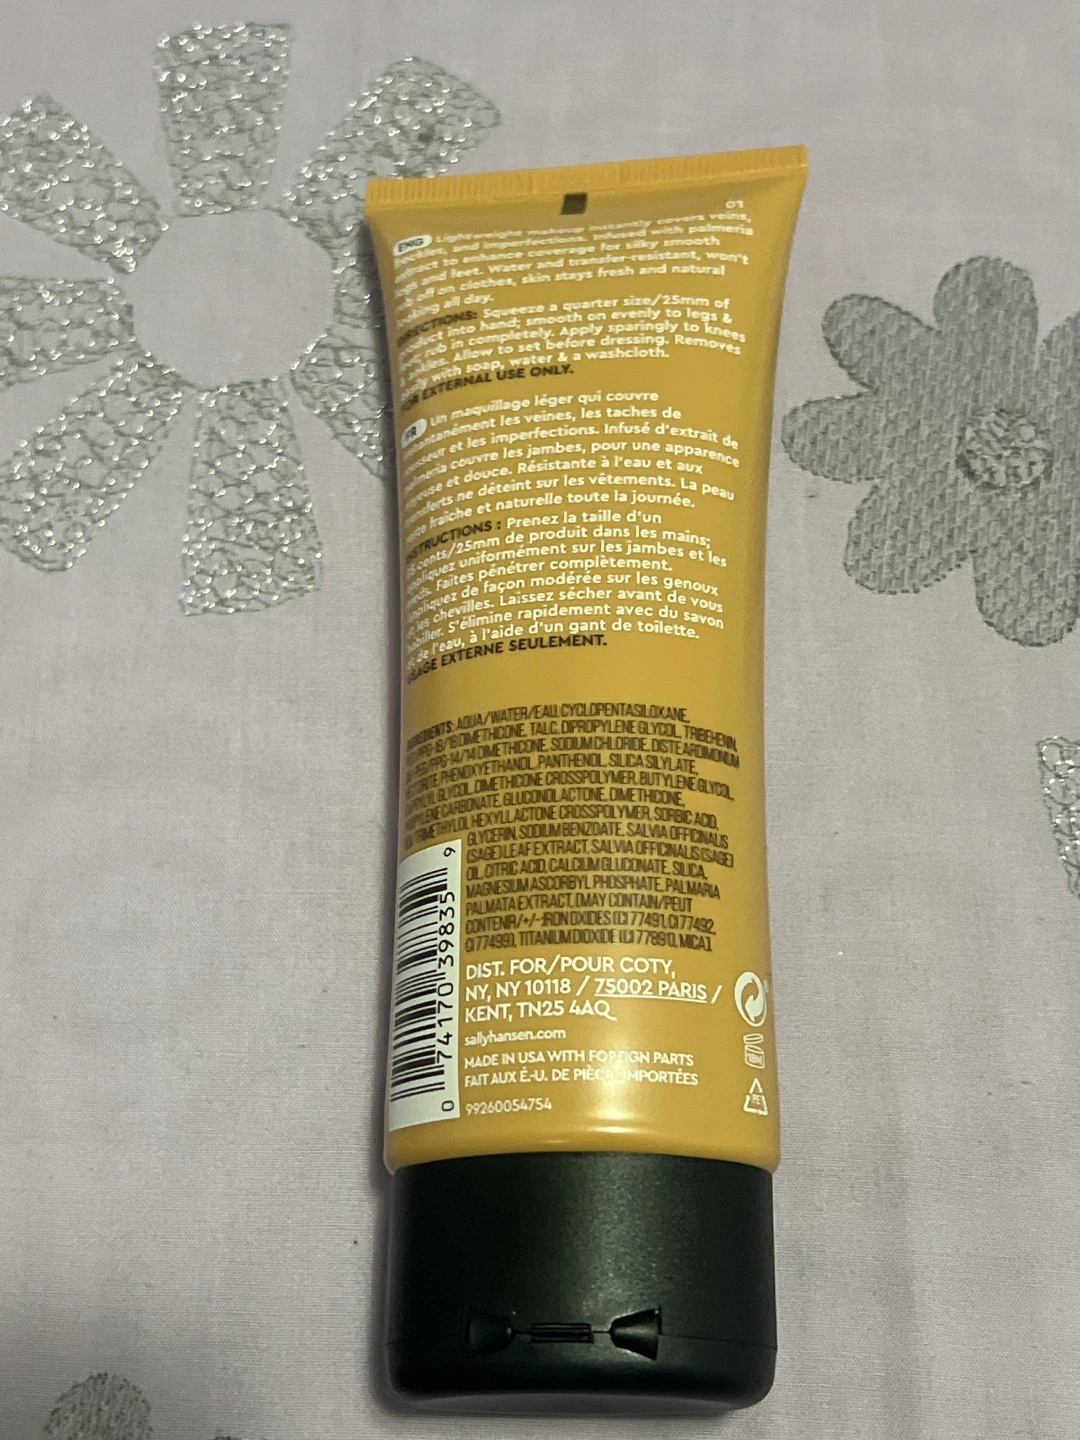 01
ENG Lightweight makeup instantly covers veins,
and imperfections. Infused with palmeria
extract to enhance coverage for silky smooth
legs and feet. Water and transfer-resistant, won't
rub off on clothes, skin stays fresh and natural
looking all day.
DIRECTIONS: Squeeze a quarter size/25mm of
product into hand; smooth on evenly to legs &
rub in completely. Apply sparingly to knees
& ankles. Allow to set before dressing. Removes
with soap, water & a washcloth.
FOR EXTERNAL USE ONLY.
FR Un maquillage léger qui couvre
instantanément les veines, les taches de
rousseur et les imperfections. Infusé d'extrait de
palmeria couvre les jambes, pour une apparence
soyeuse et douce. Résistante à l'eau et aux
transferts ne déteint sur les vêtements. La peau
reste fraîche et naturelle toute la journée.
INSTRUCTIONS : Prenez la taille d'un
25 cents/25mm de produit dans les mains;
appliquez uniformément sur les jambes et les
pieds. Faites pénétrer complètement.
Appliquez de façon modérée sur les genoux
et les chevilles. Laissez sécher avant de vous
habiller. S'élimine rapidement avec du savon
et de l'eau, à l'aide d'un gant de toilette.
USAGE EXTERNE SEULEMENT.
INGREDIENTS: AQUA/WATER/EAU, CYCLOPENTASILOXANE,
PEG/PPG-18/18 DIMETHICONE, TALC, DIPROPYLENE GLYCOL, TRIBEHENIN,
BIS-PEG/PPG-14/14 DIMETHICONE, SODIUM CHLORIDE, DISTEARDIMONIUM
HECTORITE, PHENOXYETHANOL, PANTHENOL, SILICA SILYLATE,
CAPRYLYL GLYCOL, DIMETHICONE CROSSPOLYMER, BUTYLENE GLYCOL,
PROPYLENE CARBONATE, GLUCONOLACTONE, DIMETHICONE,
TRIMETHYLOL HEXYLLACTONE CROSSPOLYMER, SORBIC ACID,
GLYCERIN, SODIUM BENZOATE, SALVIA OFFICINALIS
(SAGE) LEAF EXTRACT, SALVIA OFFICINALIS (SAGE)
OIL, CITRIC ACID, CALCIUM GLUCONATE, SILICA,
MAGNESIUM ASCORBYL PHOSPHATE, PALMARIA
PALMATA EXTRACT, [MAY CONTAIN/PEUT
CONTENIR/+/-:IRON OXIDES (CI 77491, CI 77492,
CI 77499), TITANIUM DIOXIDE (CI 77891), MICA].
0 74170 39835 9
DIST. FOR/POUR COTY,
NY, NY 10118 / 75002 PARIS /
KENT, TN25 4AQ
sallyhansen.com
MADE IN USA WITH FOREIGN PARTS
FAIT AUX É.-U. DE PIÈCES IMPORTÉES
99260054754
18M
PE